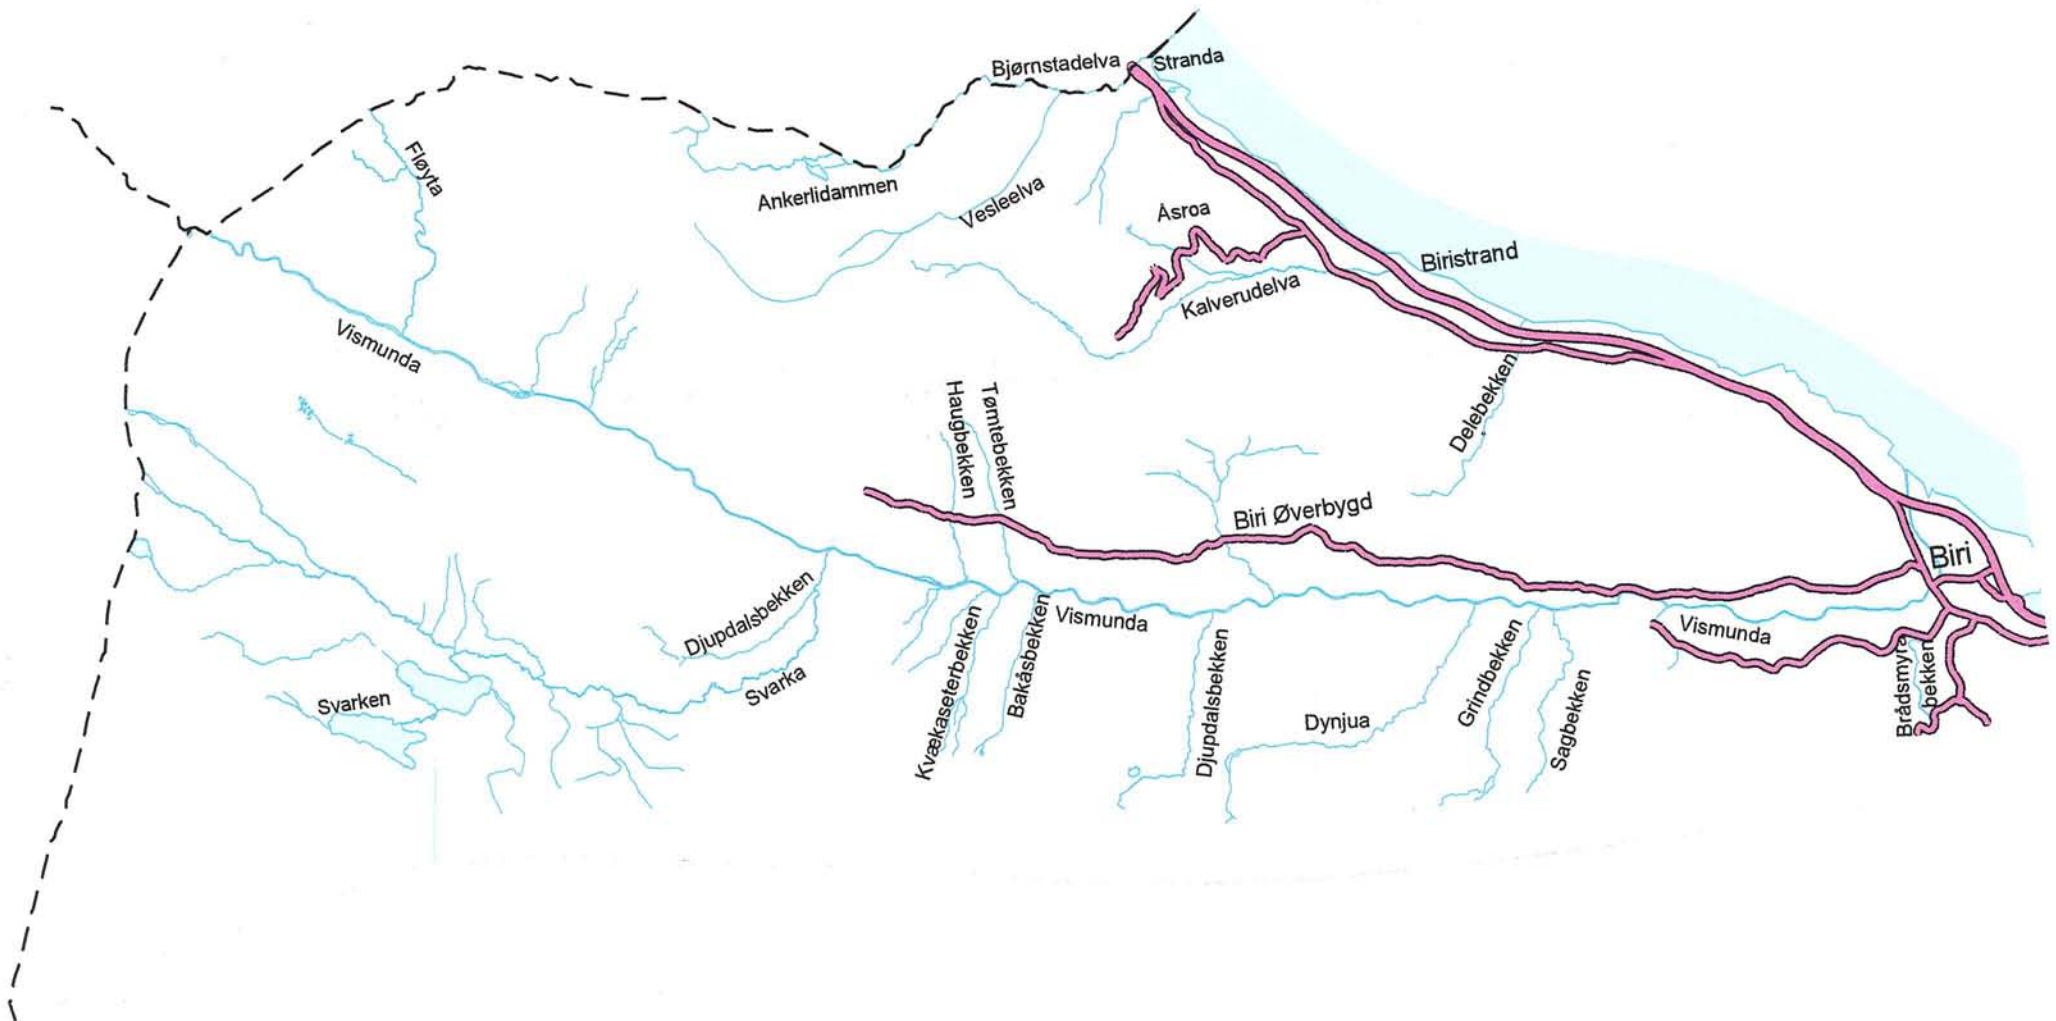 Bjørnstadelva
Stranda
Fløyta
Ankerlidammen
Vesleelva
Åsroa
Biristrand
Kalverudelva
Vismunda
Haugbekken
Tømtebekken
Delebekken
Biri Øverbygd
Biri
Djupdalsbekken
Svarka
Svarken
Kvækaseterbekken
Bakåsbekken
Vismunda
Djupdalsbekken
Dynjua
Grindbekken
Sagbekken
Vismunda
Brådsmyra
bekken